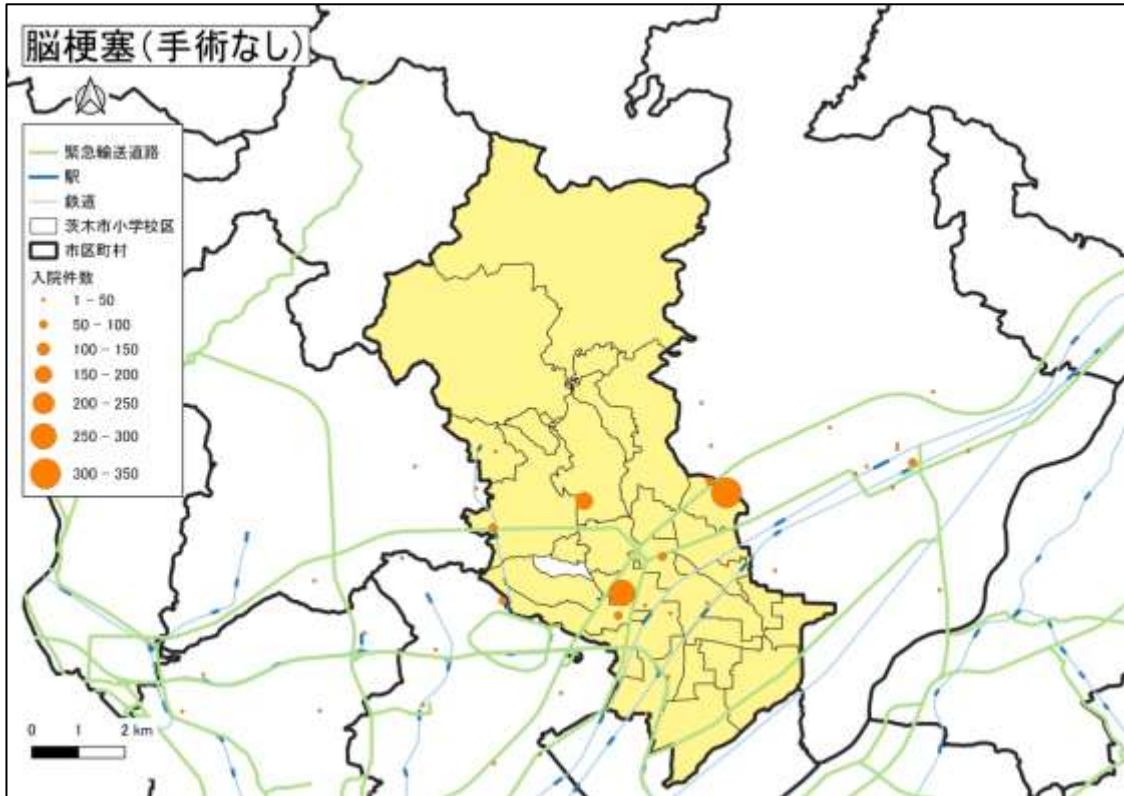 脳梗塞(手術なし)
緊急輸送道路
駅
鉄道
茨木市小学校区
市区町村
入院件数
1 - 50
50 - 100
100 - 150
150 - 200
200 - 250
250 - 300
300 - 350
0 1 2 km